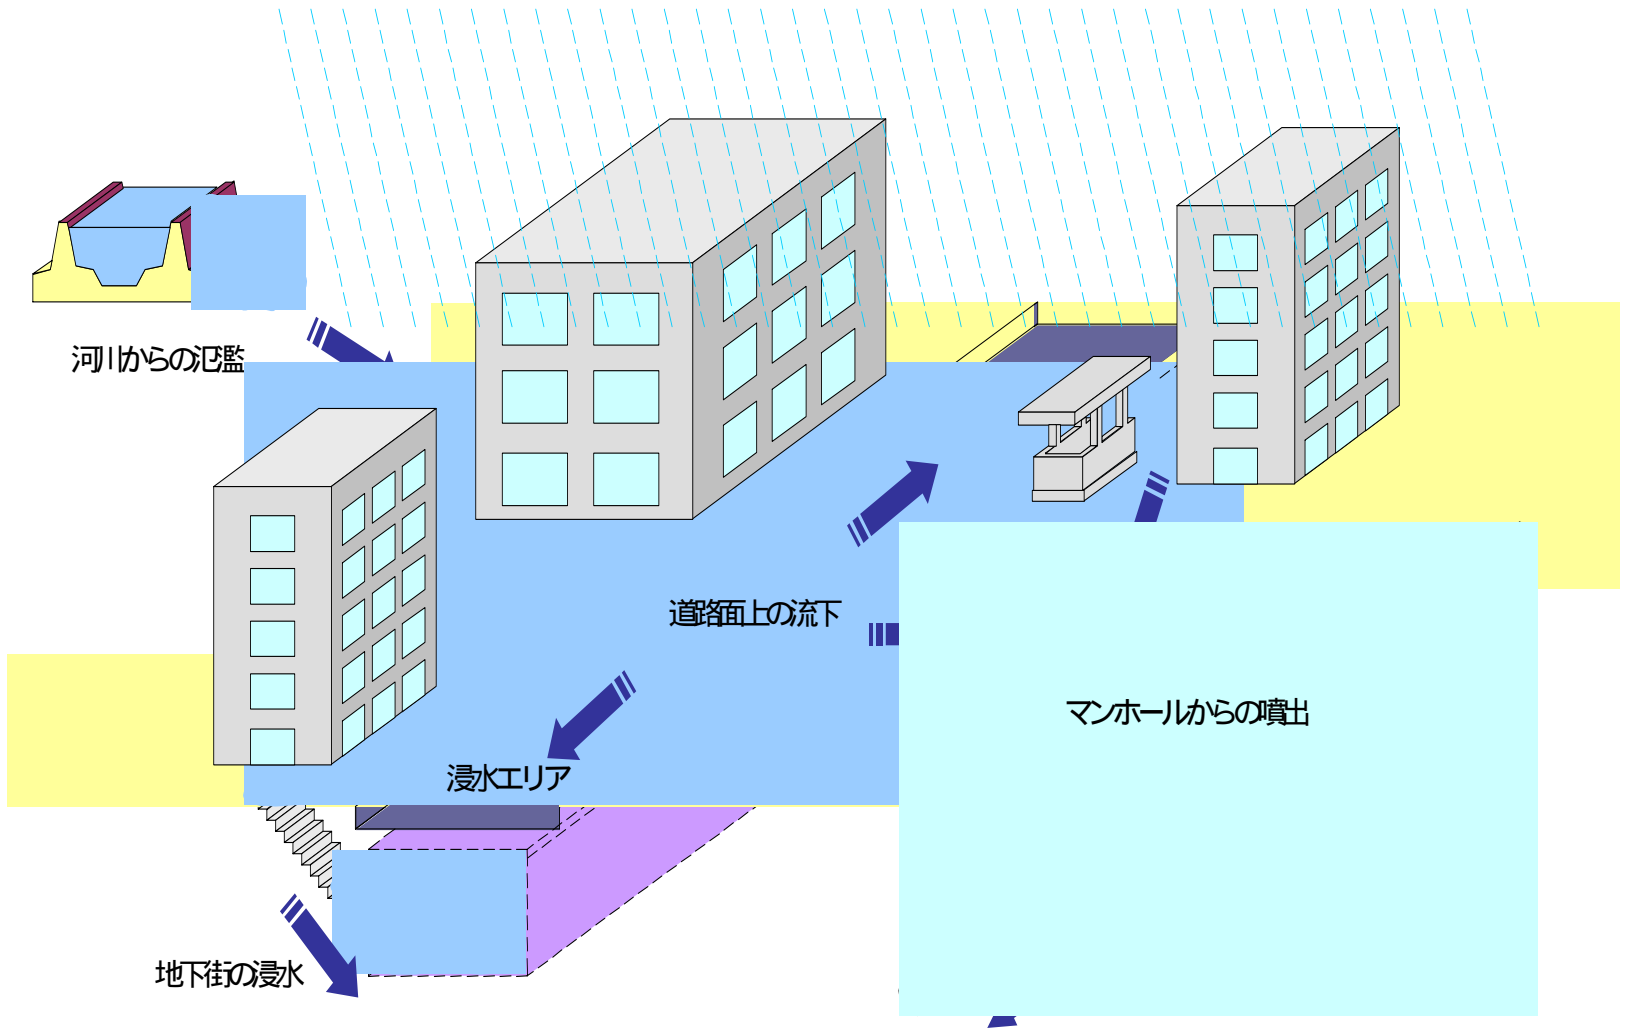 河川からの氾濫
道路面上の流下
マンホールからの噴出
浸水エリア
地下街の浸水